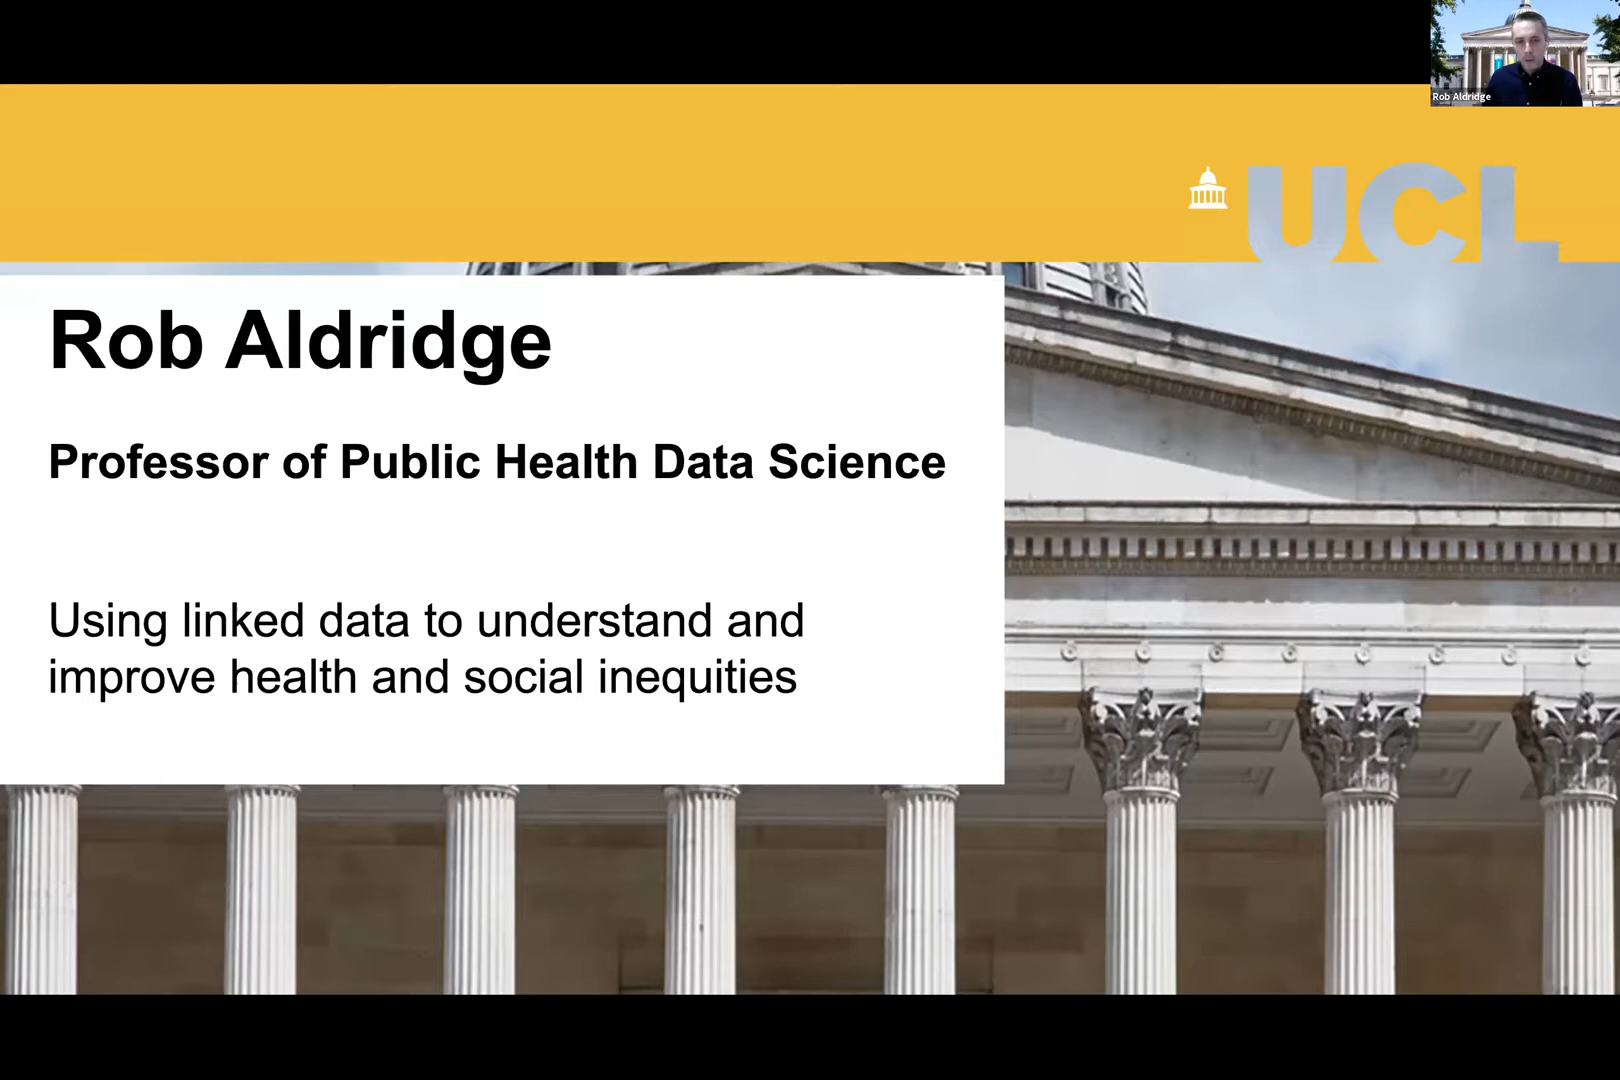 Rob Aldridge
UCL
Rob Aldridge
Professor of Public Health Data Science
Using linked data to understand and
improve health and social inequities